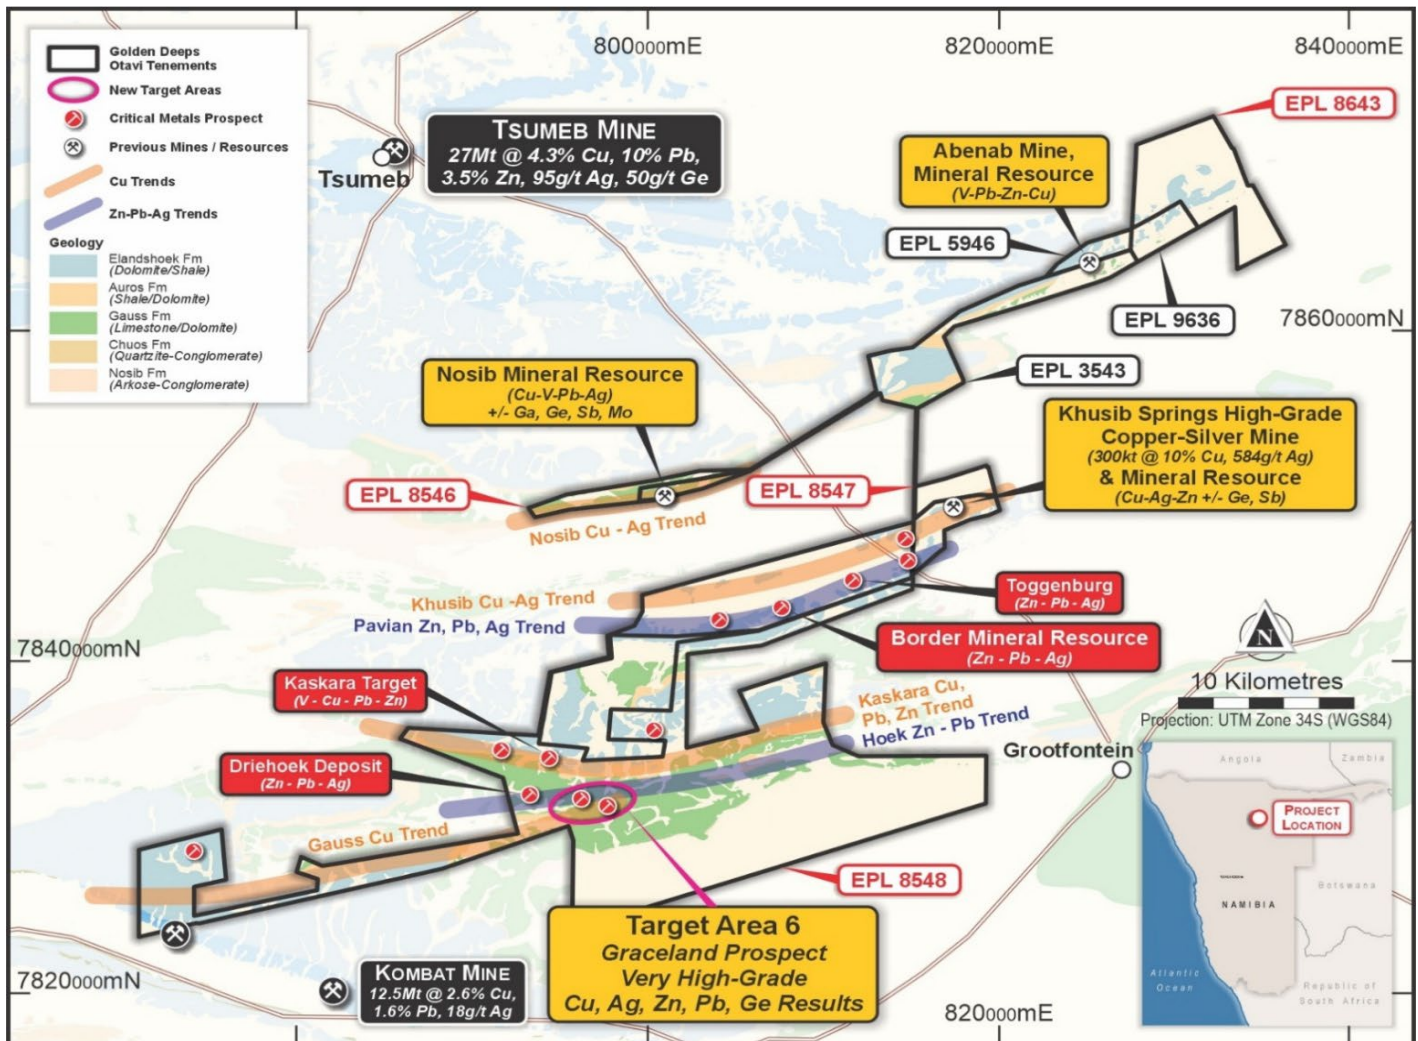 800000mE
820000mE
840000mE
Golden Deeps
Otavi Tenements
New Target Areas
Critical Metals Prospect
Previous Mines / Resources
Cu Trends
Zn-Pb-Ag Trends
Geology
Elandshoek Fm
(Dolomite/Shale)
Auros Fm
(Shale/Dolomite)
Gauss Fm
(Limestone/Dolomite)
Chuos Fm
(Quartzite-Conglomerate)
Nosib Fm
(Arkose-Conglomerate)
Tsumeb
TSUMEB MINE
27Mt @ 4.3% Cu, 10% Pb,
3.5% Zn, 95g/t Ag, 50g/t Ge
EPL 8643
Abenab Mine,
Mineral Resource
(V-Pb-Zn-Cu)
EPL 5946
EPL 9636
7860000mN
EPL 3543
Nosib Mineral Resource
(Cu-V-Pb-Ag)
+/- Ga, Ge, Sb, Mo
Khusib Springs High-Grade
Copper-Silver Mine
(300kt @ 10% Cu, 584g/t Ag)
& Mineral Resource
(Cu-Ag-Zn +/- Ge, Sb)
EPL 8546
EPL 8547
Nosib Cu - Ag Trend
Khusib Cu -Ag Trend
Pavian Zn, Pb, Ag Trend
Toggenburg
(Zn - Pb - Ag)
Border Mineral Resource
(Zn - Pb - Ag)
7840000mN
Kaskara Target
(V - Cu - Pb - Zn)
Kaskara Cu,
Pb, Zn Trend
Hoek Zn - Pb Trend
N
10 Kilometres
Projection: UTM Zone 34S (WGS84)
Grootfontein
Driehoek Deposit
(Zn - Pb - Ag)
Gauss Cu Trend
EPL 8548
Target Area 6
Graceland Prospect
Very High-Grade
Cu, Ag, Zn, Pb, Ge Results
7820000mN
KOMBAT MINE
12.5Mt @ 2.6% Cu,
1.6% Pb, 18g/t Ag
820000mE
Angola
Zambia
PROJECT
LOCATION
NAMIBIA
Botswana
Atlantic
Ocean
Republic of
South Africa